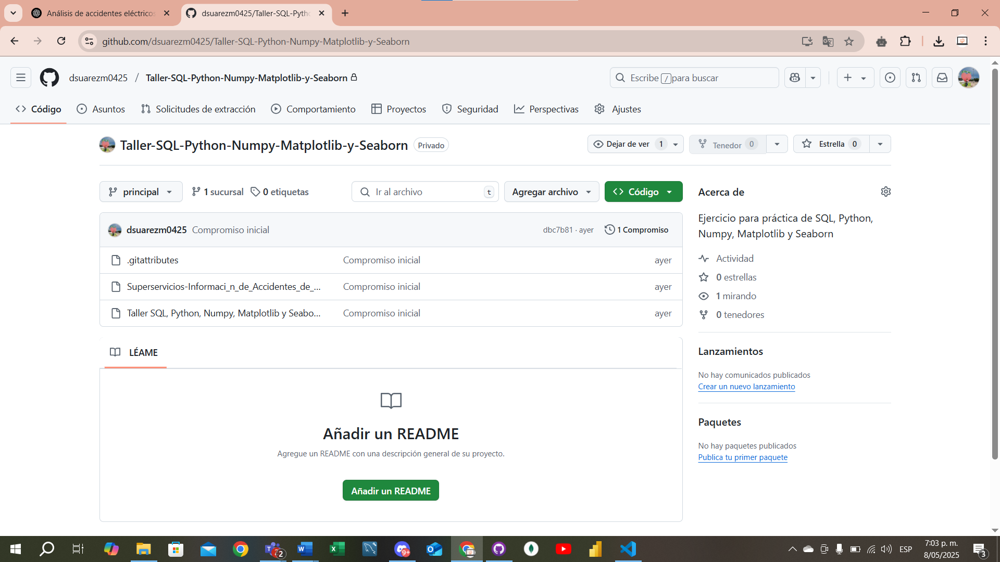 Análisis de accidentes eléctricos
dsuarezm0425/Taller-SQL-Pytho
github.com/dsuarezm0425/Taller-SQL-Python-Numpy-Matplotlib-y-Seaborn
dsuarezm0425 / Taller-SQL-Python-Numpy-Matplotlib-y-Seaborn
Escribe / para buscar
Código
Asuntos
Solicitudes de extracción
Comportamiento
Proyectos
Seguridad
Perspectivas
Ajustes
Taller-SQL-Python-Numpy-Matplotlib-y-Seaborn
Privado
Dejar de ver 1
Tenedor 0
Estrella 0
principal
1 sucursal
0 etiquetas
Ir al archivo
t
Agregar archivo
Código
dsuarezm0425 Compromiso inicial
dbc7b81 · ayer
1 Compromiso
.gitattributes
Compromiso inicial
ayer
Superservicios-Informaci_n_de_Accidentes_de_...
Compromiso inicial
ayer
Taller SQL, Python, Numpy, Matplotlib y Seabo...
Compromiso inicial
ayer
LÉAME
Añadir un README
Agregue un README con una descripción general de su proyecto.
Añadir un README
Acerca de
Ejercicio para práctica de SQL, Python,
Numpy, Matplotlib y Seaborn
Actividad
0 estrellas
1 mirando
0 tenedores
Lanzamientos
No hay comunicados publicados
Crear un nuevo lanzamiento
Paquetes
No hay paquetes publicados
Publica tu primer paquete
2
9+
ESP
7:03 p. m.
8/05/2025
3